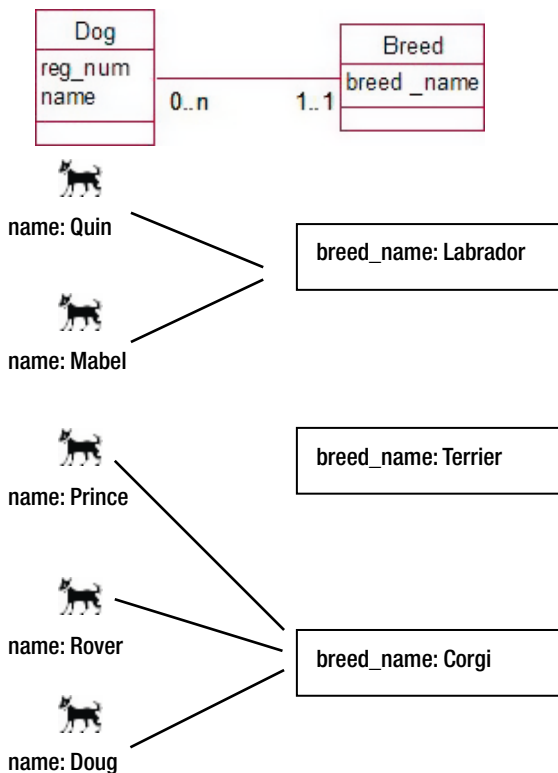 Dog
reg_num
name
0..n
1..1
Breed
breed _name
name: Quin
breed_name: Labrador
name: Mabel
name: Prince
breed_name: Terrier
name: Rover
breed_name: Corgi
name: Doug